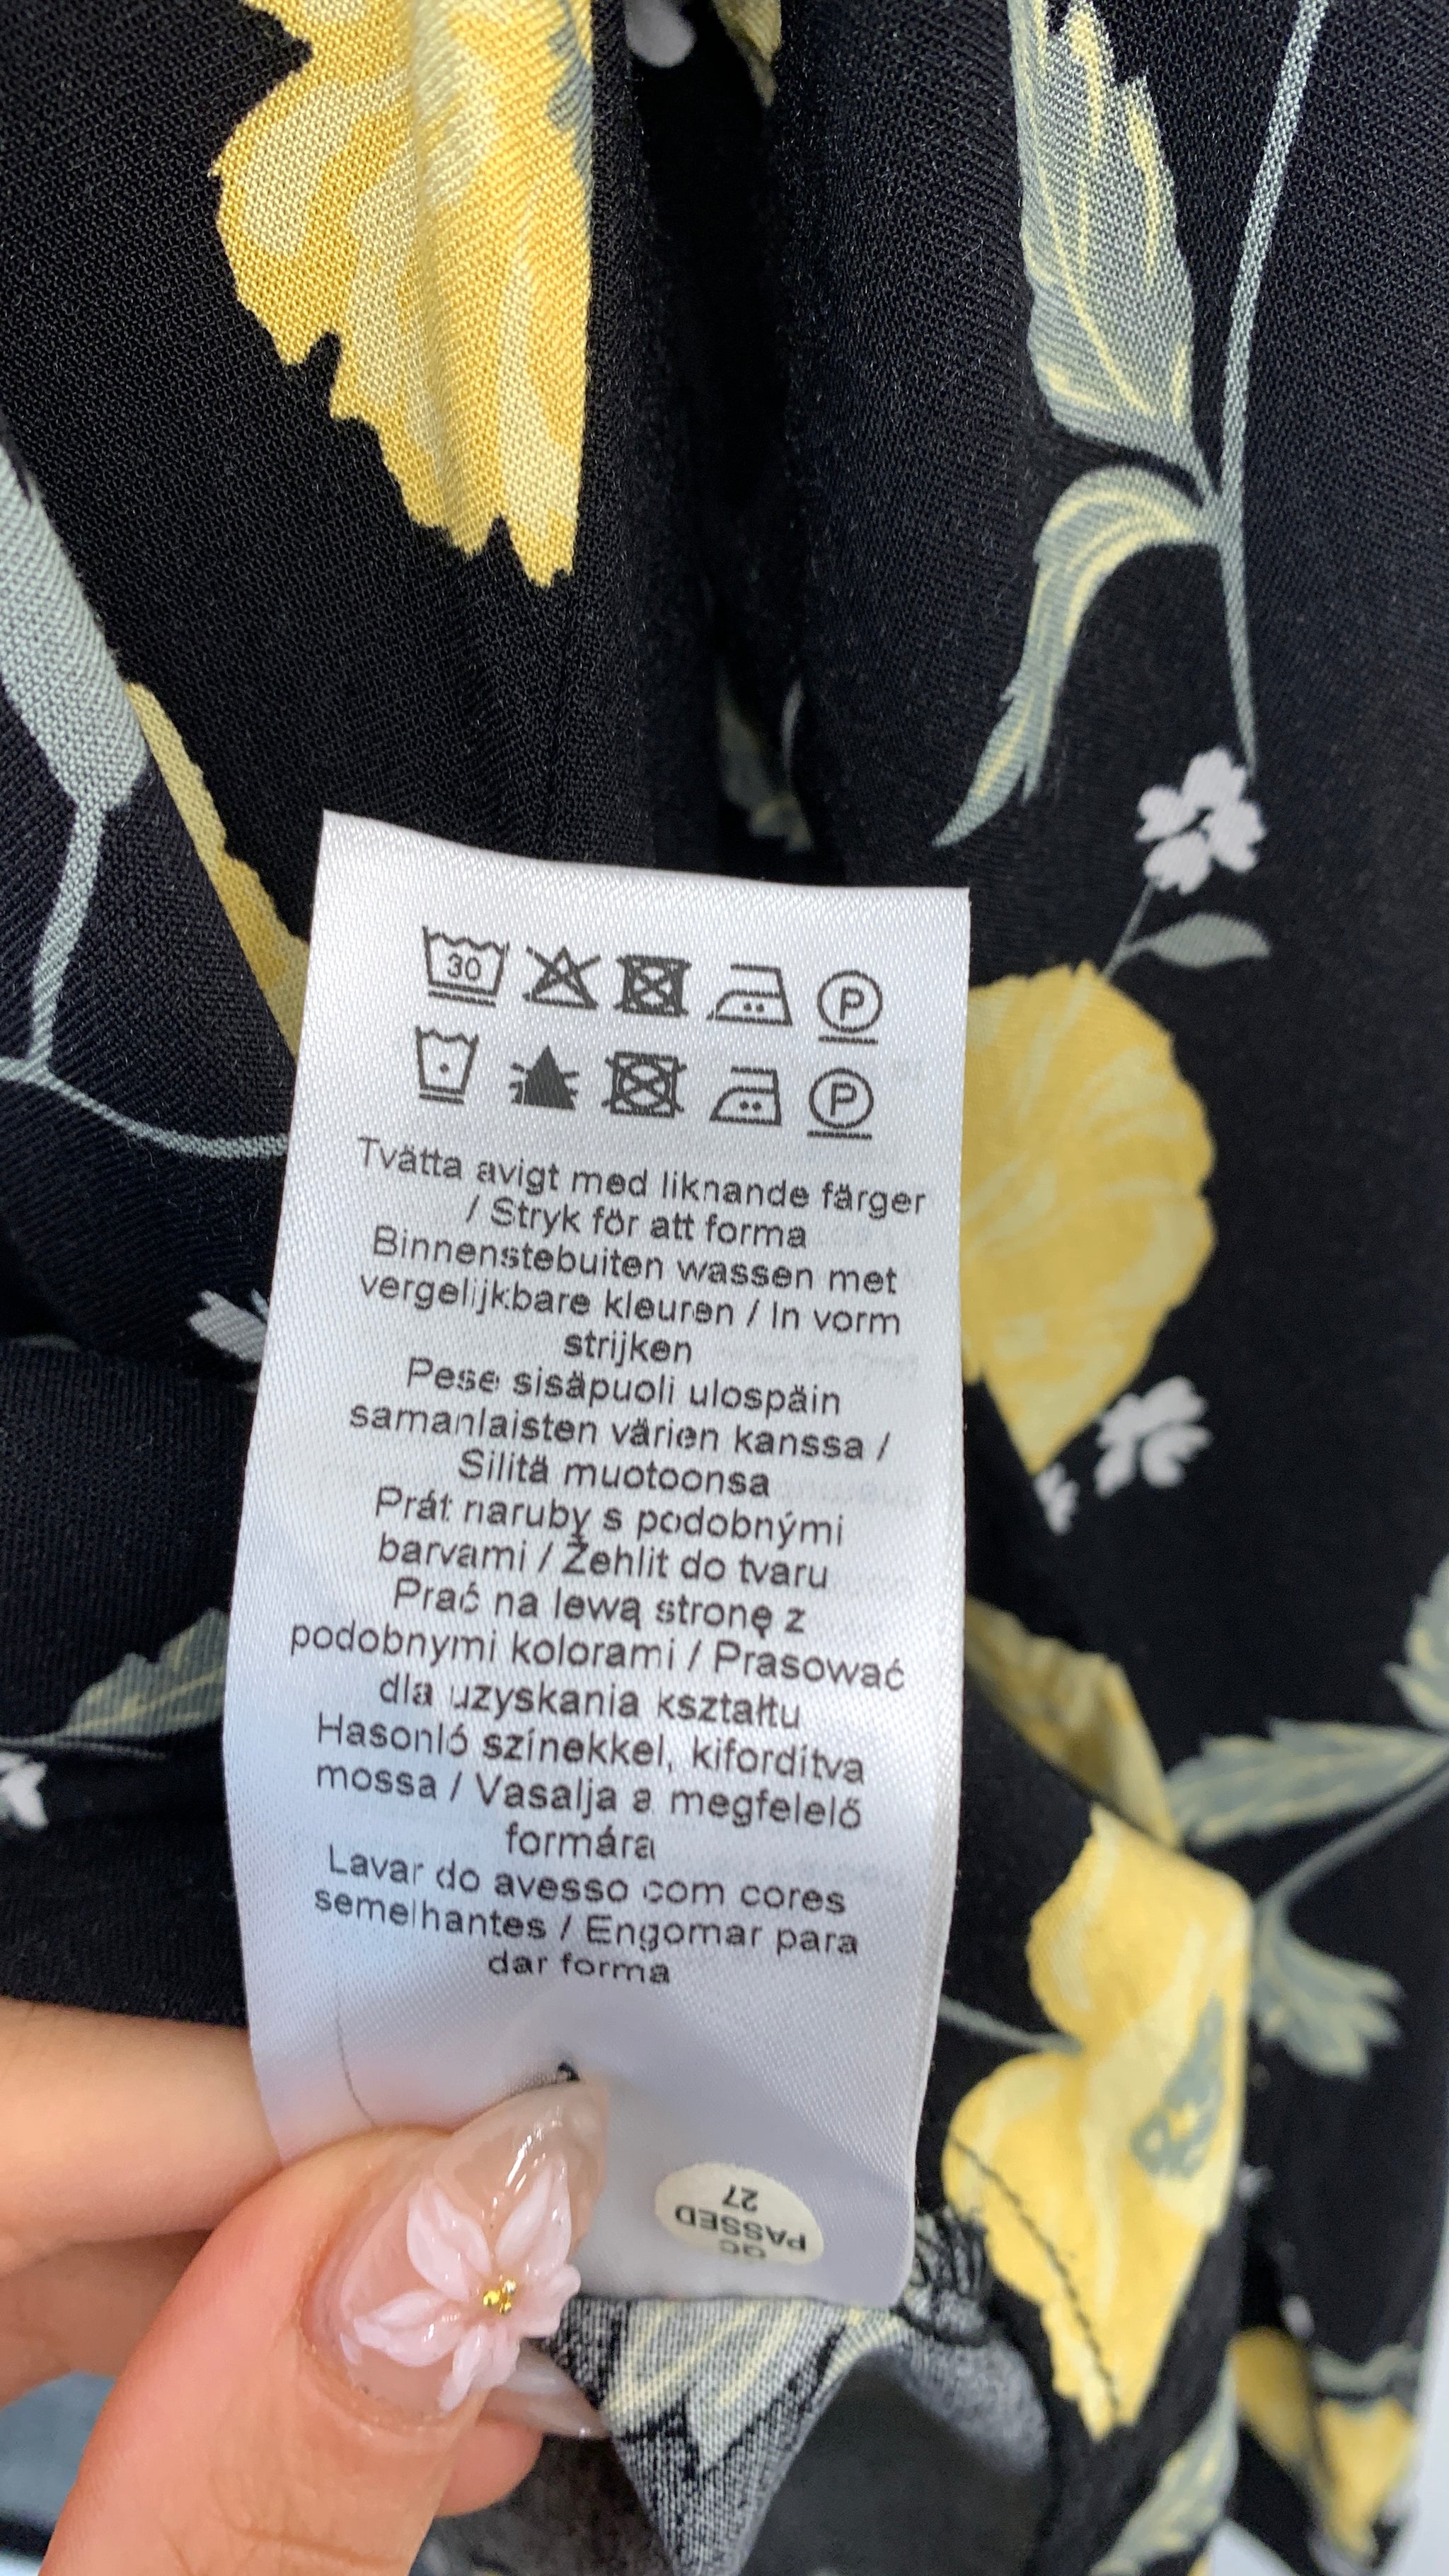 30
P
P
Tvätta avigt med liknande färger
/ Stryk för att forma
Binnenstebuiten wassen met
vergelijkbare kleuren / In vorm
strijken
Pese sisäpuoli ulospäin
samanlaisten värien kanssa /
Silitä muotoonsa
Prát naruby s podobnými
barvami / Žehlit do tvaru
Prać na lewą stronę z
podobnymi kolorami / Prasować
dla uzyskania kształtu
Hasonló színekkel, kifordítva
mossa / Vasalja a megfelelő
formára
Lavar do avesso com cores
semelhantes / Engomar para
dar forma
QC
PASSED
27